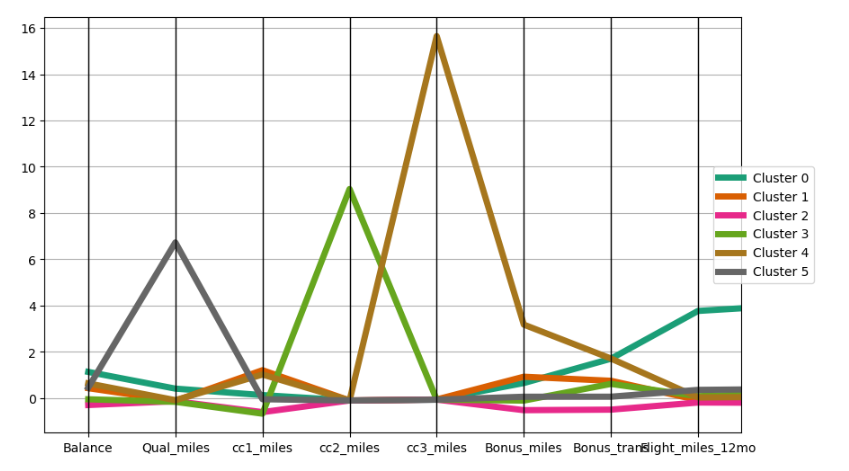 16
14
12
10
8
6
4
2
0
Cluster 0
Cluster 1
Cluster 2
Cluster 3
Cluster 4
Cluster 5
Balance Qual_miles cc1_miles cc2_miles cc3_miles Bonus_miles Bonus_trans Flight_miles_12mo